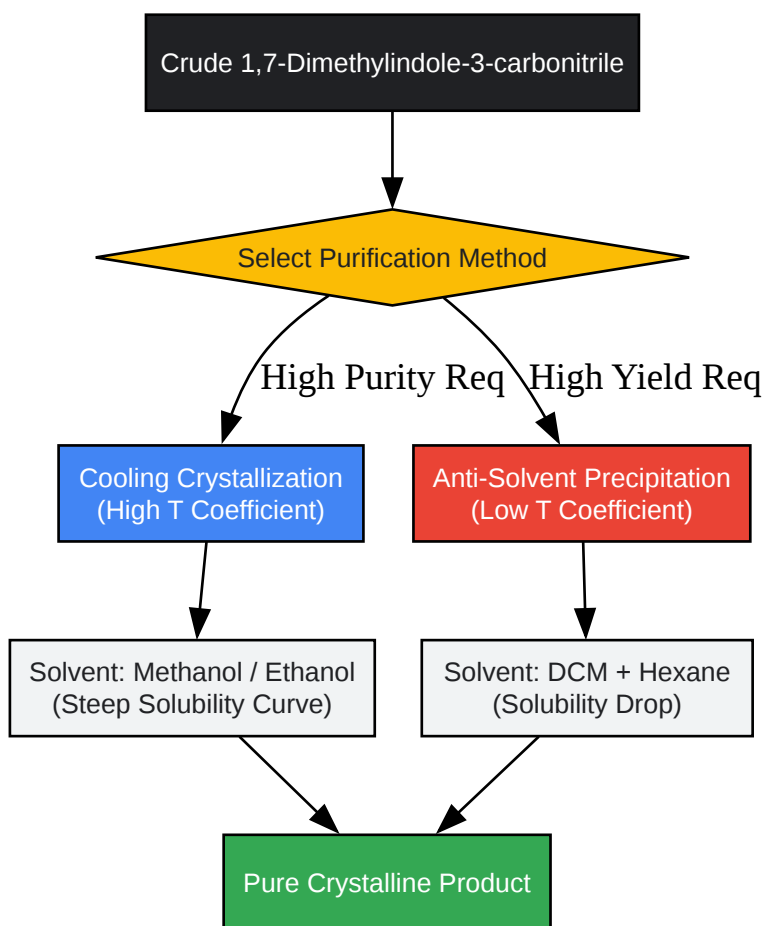 Crude 1,7-Dimethylindole-3-carbonitrile
Select Purification Method
High Purity Req
High Yield Req
Cooling Crystallization
(High T Coefficient)
Anti-Solvent Precipitation
(Low T Coefficient)
Solvent: Methanol / Ethanol
(Steep Solubility Curve)
Solvent: DCM + Hexane
(Solubility Drop)
Pure Crystalline Product